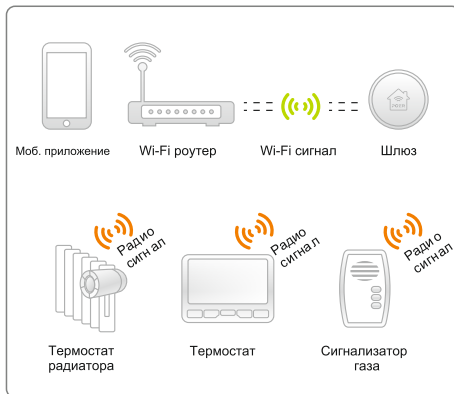 Моб. приложение
Wi-Fi роутер
Wi-Fi сигнал
Шлюз
Радио
сигнал
Радио
сигнал
Радио
сигнал
Термостат
радиатора
Термостат
Сигнализатор
газа